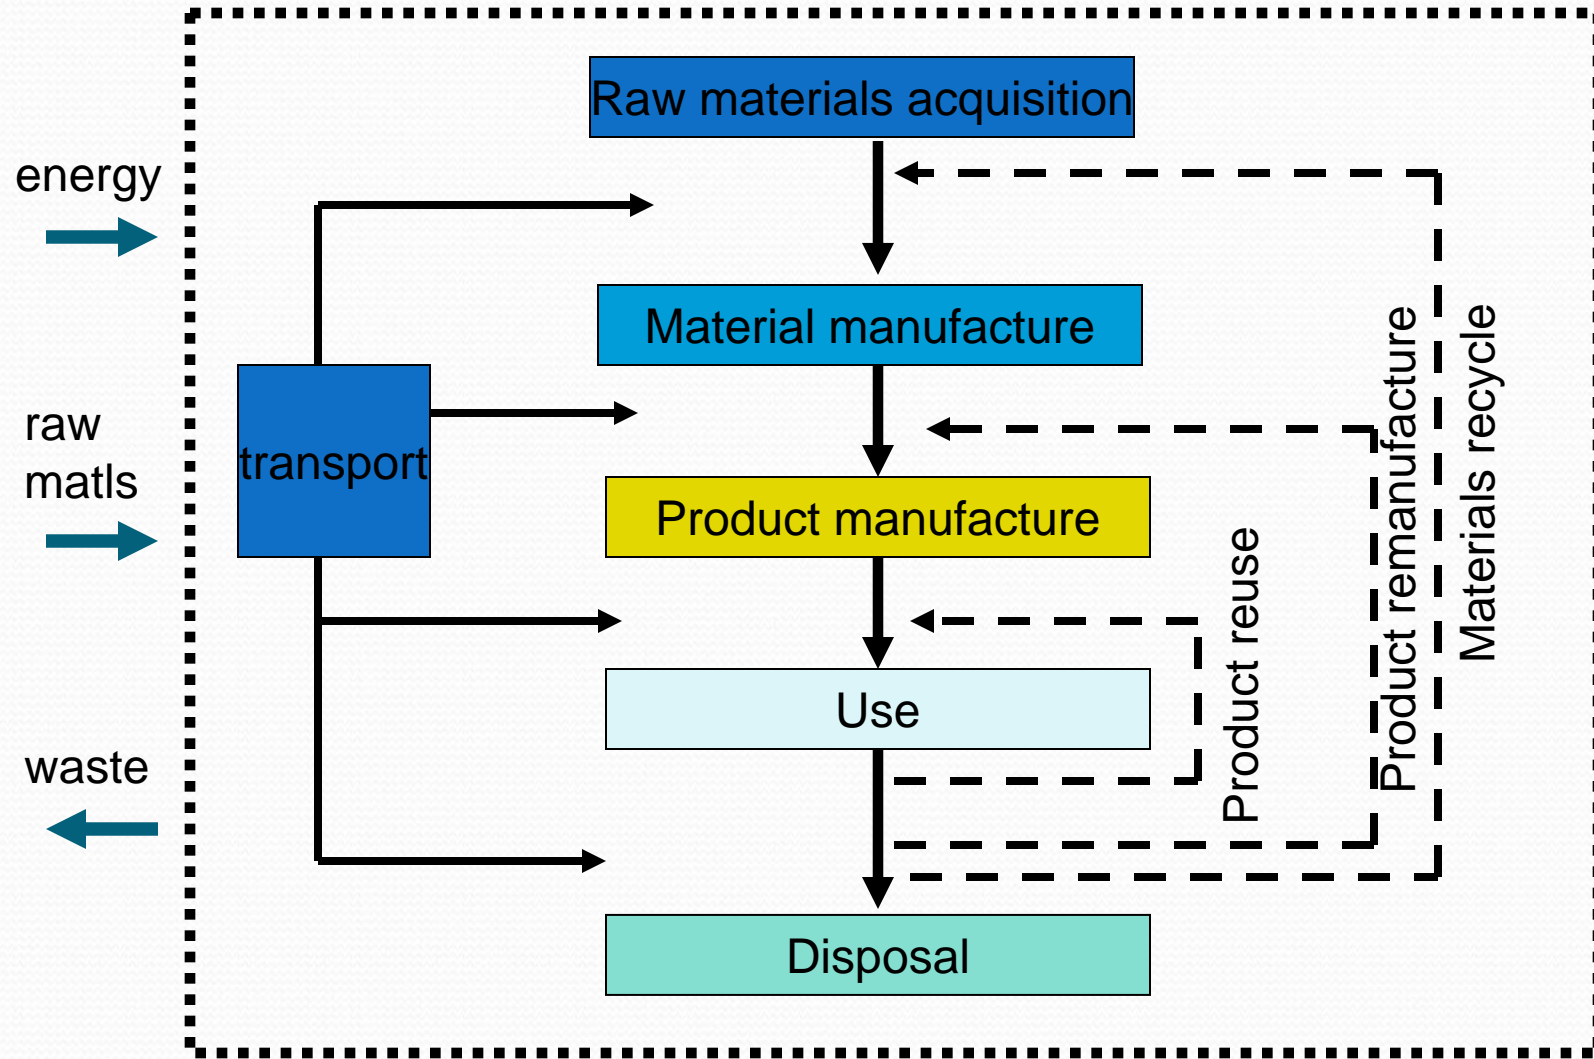 Raw materials acquisition
energy
Material manufacture
raw
matls
transport
Product manufacture
Use
waste
Disposal
Product reuse
Product remanufacture
Materials recycle